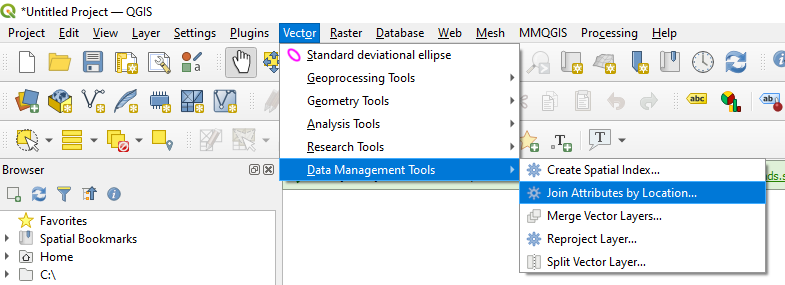 *Untitled Project — QGIS
Project Edit View Layer Settings Plugins Vector Raster Database Web Mesh MMQGIS Processing Help
Standard deviational ellipse
Geoprocessing Tools
Geometry Tools
Analysis Tools
Research Tools
Data Management Tools
Create Spatial Index...
Join Attributes by Location...
Merge Vector Layers...
Reproject Layer...
Split Vector Layer...
abc
ab
T
T
Browser
Favorites
Spatial Bookmarks
Home
C:\